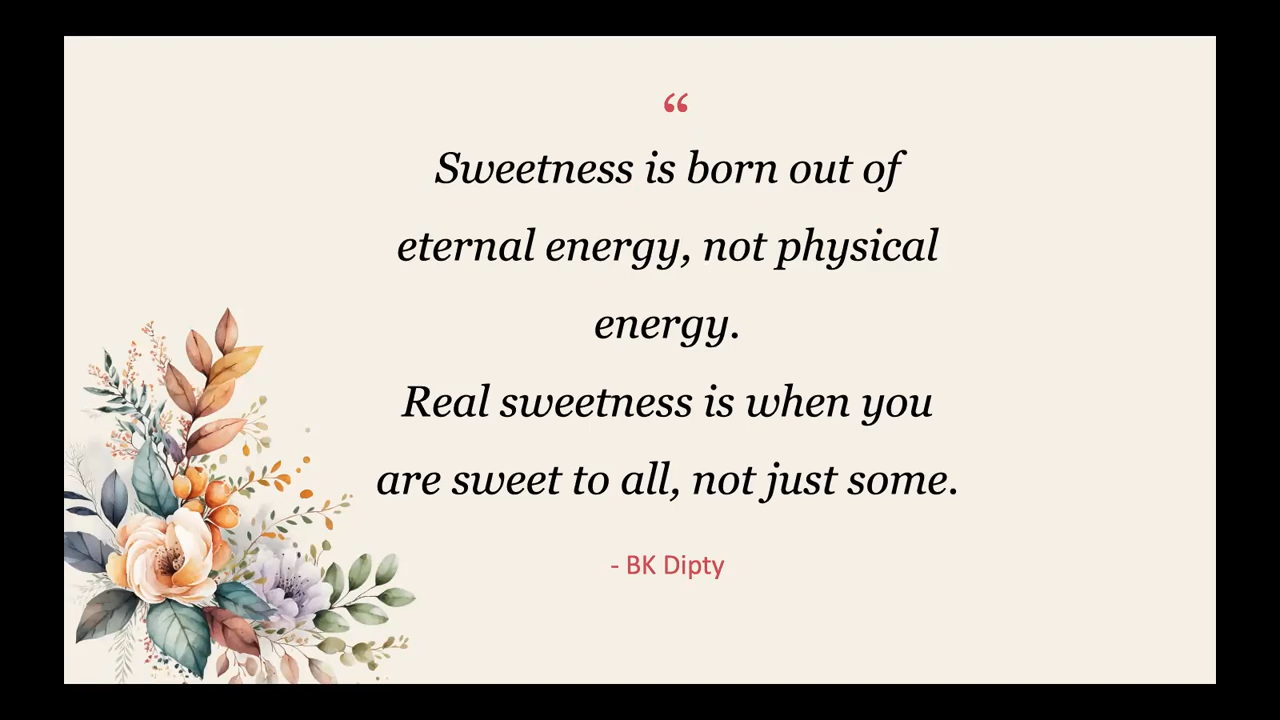 “
Sweetness is born out of
eternal energy, not physical
energy.
Real sweetness is when you
are sweet to all, not just some.
- BK Dipty